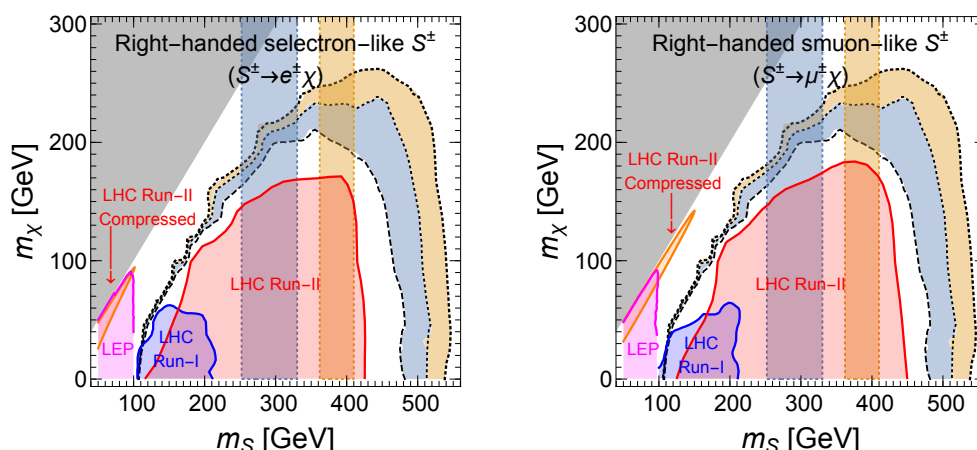 Right-handed selectron-like S±
(S±→e±χ)
LHC Run-II
Compressed
LHC Run-II
LHC
Run-I
LEP
mχ [GeV]
300
200
100
0
100 200 300 400 500
mS [GeV]
Right-handed smuon-like S±
(S±→μ±χ)
LHC Run-II
Compressed
LHC Run-II
LHC
Run-I
LEP
mχ [GeV]
300
200
100
0
100 200 300 400 500
mS [GeV]